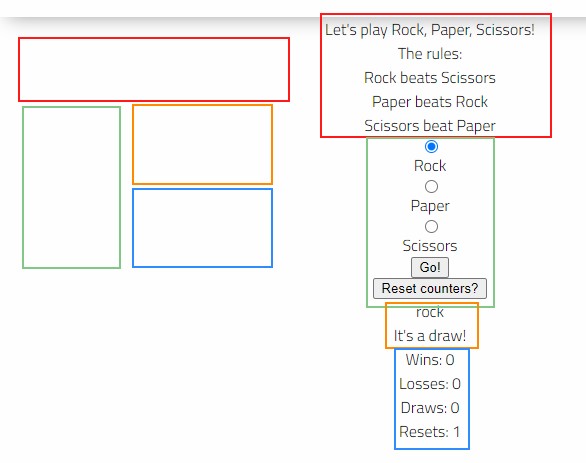 Let's play Rock, Paper, Scissors!
The rules:
Rock beats Scissors
Paper beats Rock
Scissors beat Paper
Rock
Paper
Scissors
Go!
Reset counters?
rock
It's a draw!
Wins: 0
Losses: 0
Draws: 0
Resets: 1